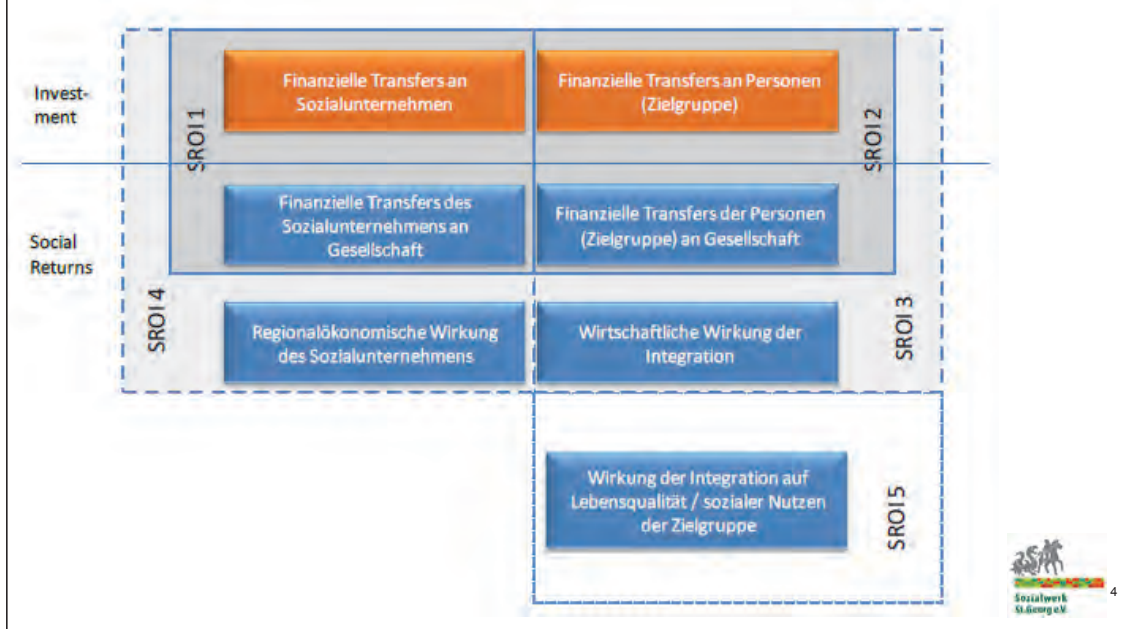 Invest-
ment
SROI 1
Finanzielle Transfers an
Sozialunternehmen
Finanzielle Transfers an Personen
(Zielgruppe)
SROI 2
Social
Returns
Finanzielle Transfers des
Sozialunternehmens an
Gesellschaft
Finanzielle Transfers der Personen
(Zielgruppe) an Gesellschaft
SROI 4
Regionalökonomische Wirkung
des Sozialunternehmens
Wirtschaftliche Wirkung der
Integration
SROI 3
Wirkung der Integration auf
Lebensqualität / sozialer Nutzen
der Zielgruppe
SROI 5
Sozialwerk
St.Georg e.V.
4